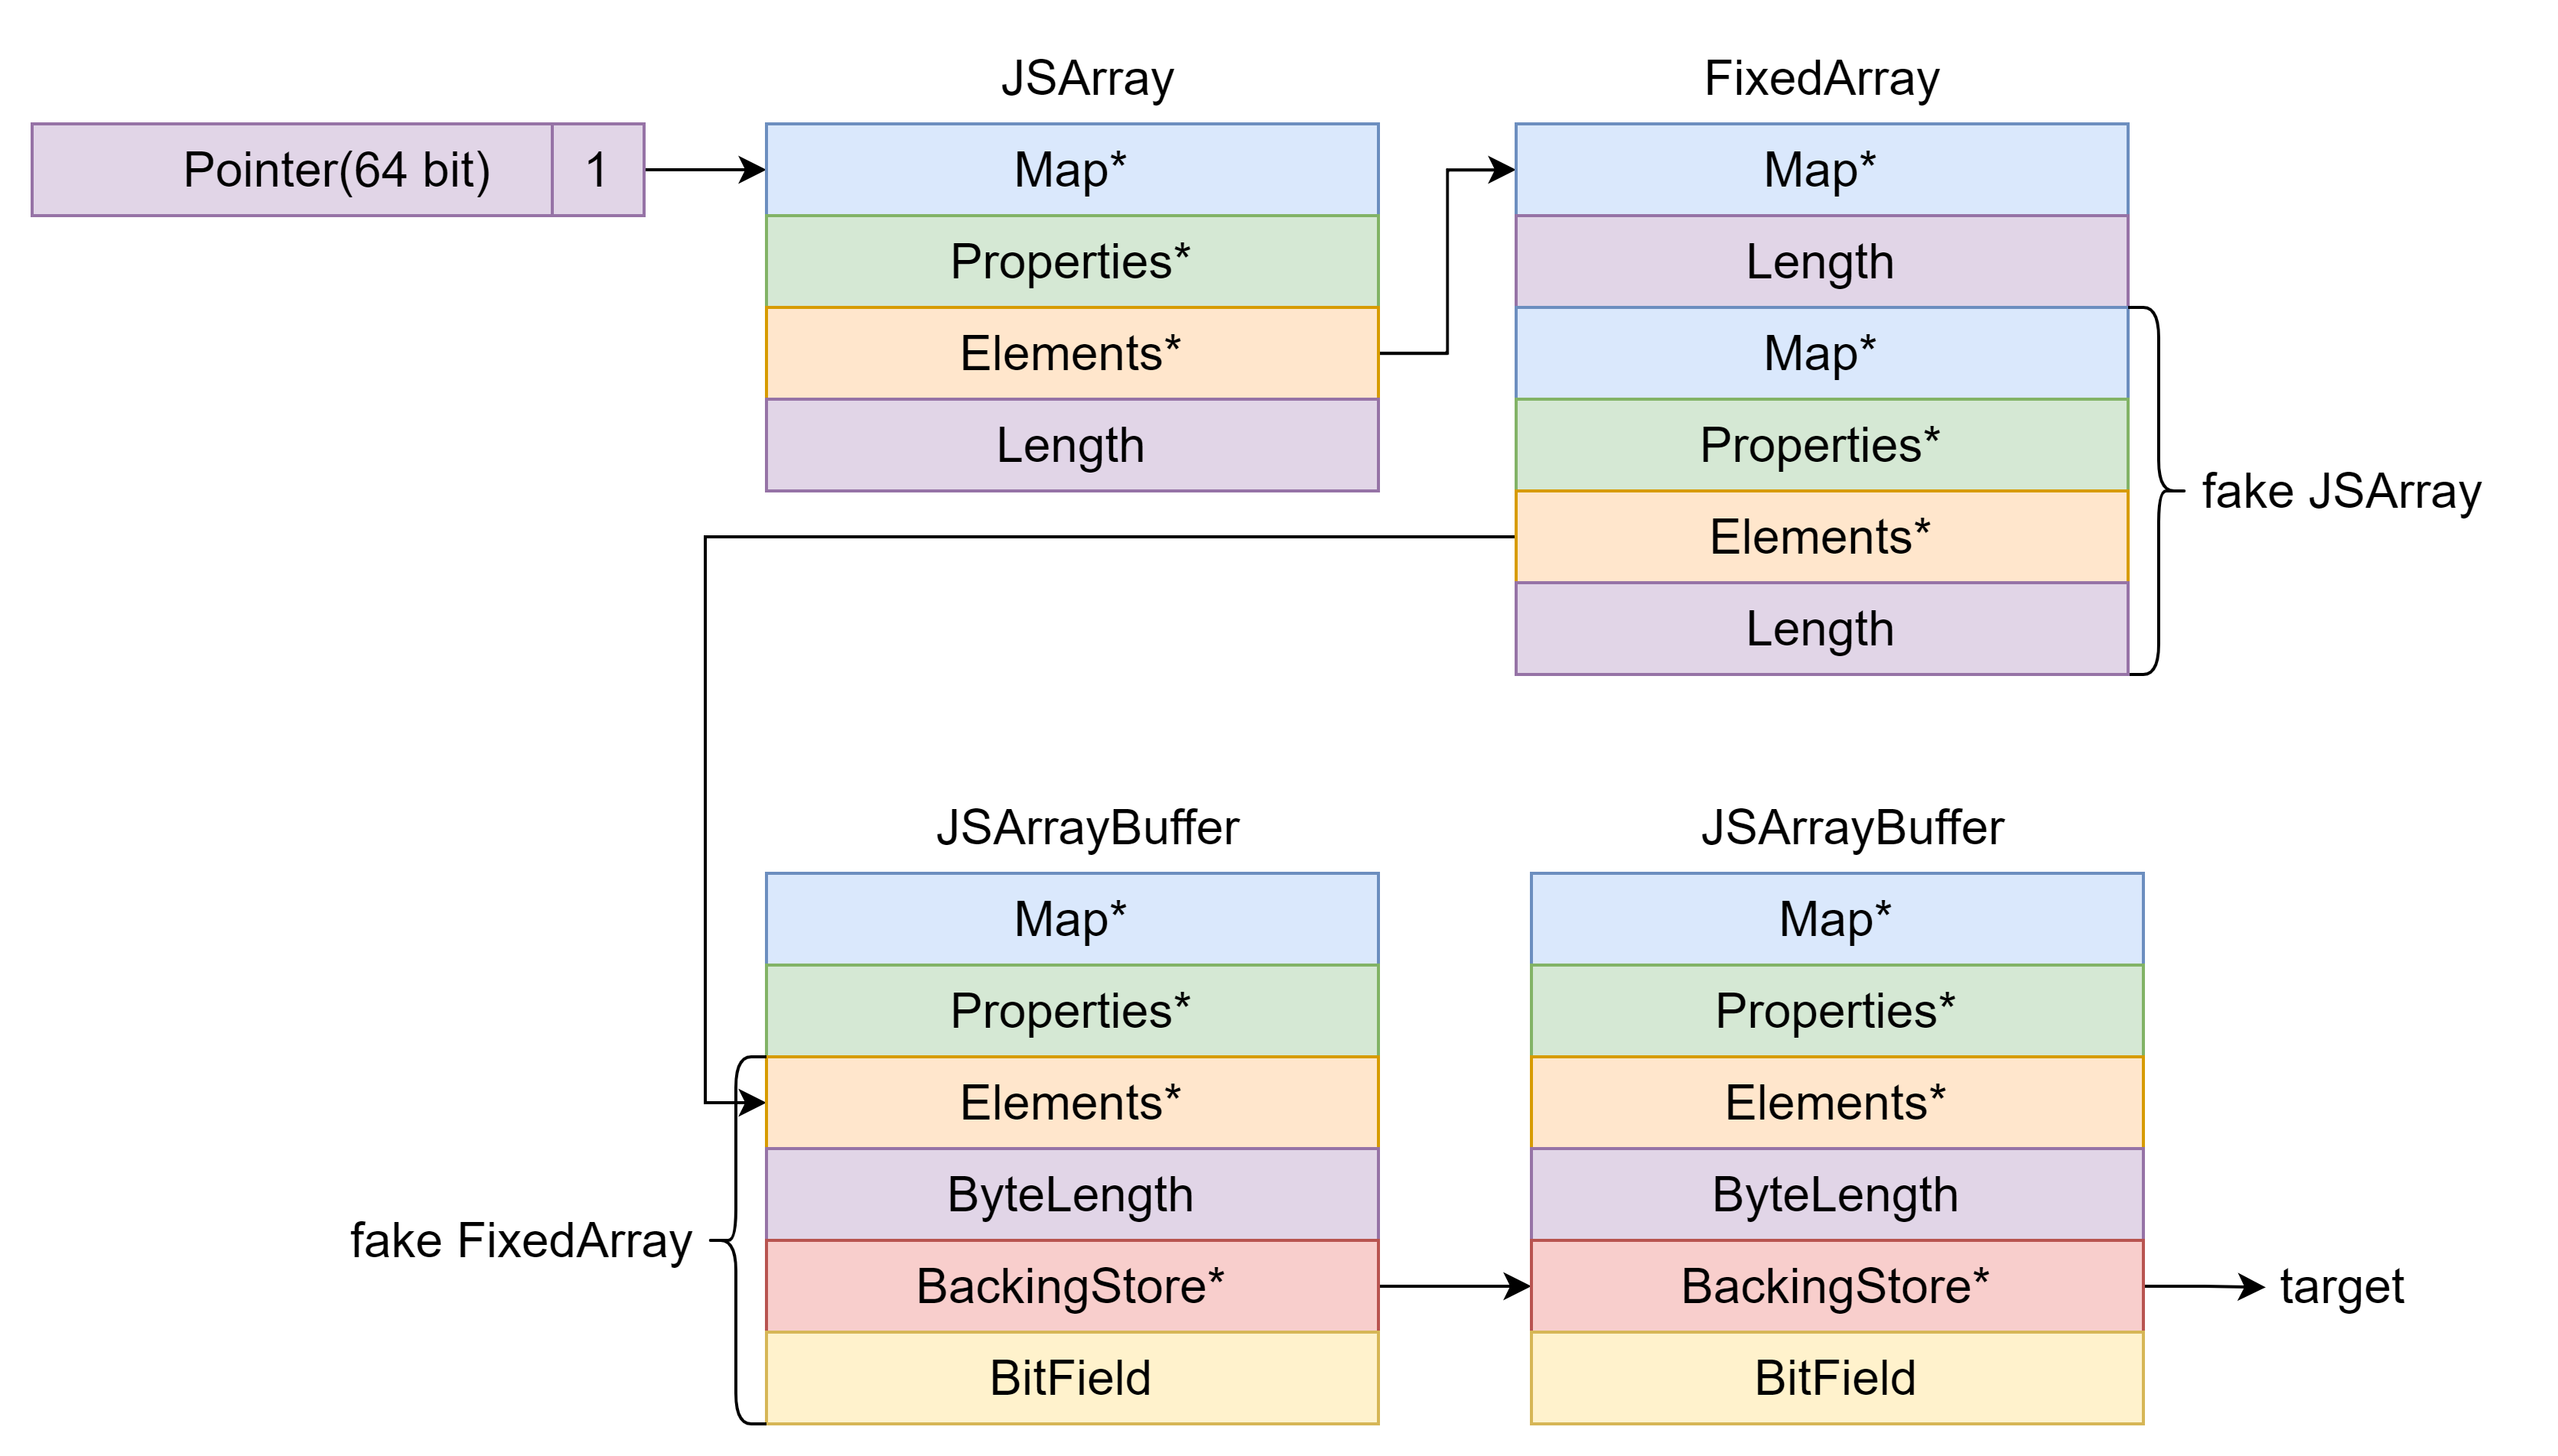 JSArray
FixedArray
Pointer(64 bit)
1
Map*
Properties*
Elements*
Length
Map*
Length
Map*
Properties*
Elements*
Length
fake JSArray
JSArrayBuffer
JSArrayBuffer
Map*
Properties*
Elements*
ByteLength
BackingStore*
BitField
fake FixedArray
Map*
Properties*
Elements*
ByteLength
BackingStore*
BitField
target